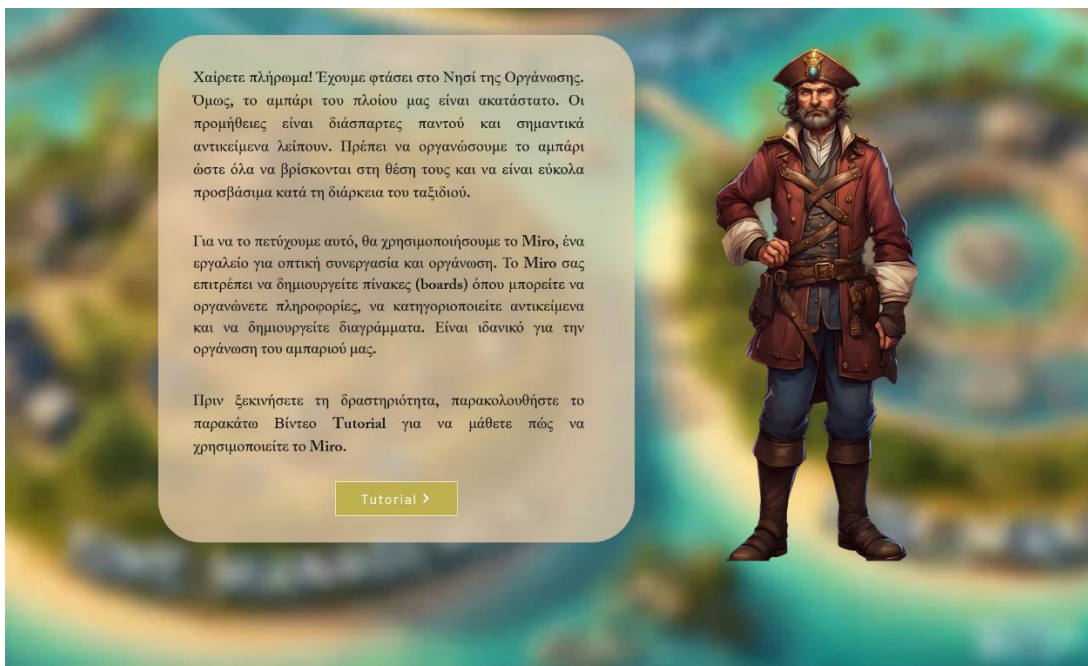 Χαίρετε πλήρωμα! Έχουμε φτάσει στο Νησί της Οργάνωσης.
Όμως, το αμπάρι του πλοίου μας είναι ακατάστατο. Οι
προμήθειες είναι διάσπαρτες παντού και σημαντικά
αντικείμενα λείπουν. Πρέπει να οργανώσουμε το αμπάρι
ώστε όλα να βρίσκονται στη θέση τους και να είναι εύκολα
προσβάσιμα κατά τη διάρκεια του ταξιδιού.
Για να το πετύχουμε αυτό, θα χρησιμοποιήσουμε το Miro, ένα
εργαλείο για οπτική συνεργασία και οργάνωση. Το Miro σας
επιτρέπει να δημιουργείτε πίνακες (boards) όπου μπορείτε να
οργανώνετε πληροφορίες, να κατηγοριοποιείτε αντικείμενα
και να δημιουργείτε διαγράμματα. Είναι ιδανικό για την
οργάνωση του αμπαριού μας.
Πριν ξεκινήσετε τη δραστηριότητα, παρακολουθήστε το
παρακάτω Βίντεο Tutorial για να μάθετε πώς να
χρησιμοποιείτε το Miro.
Tutorial >